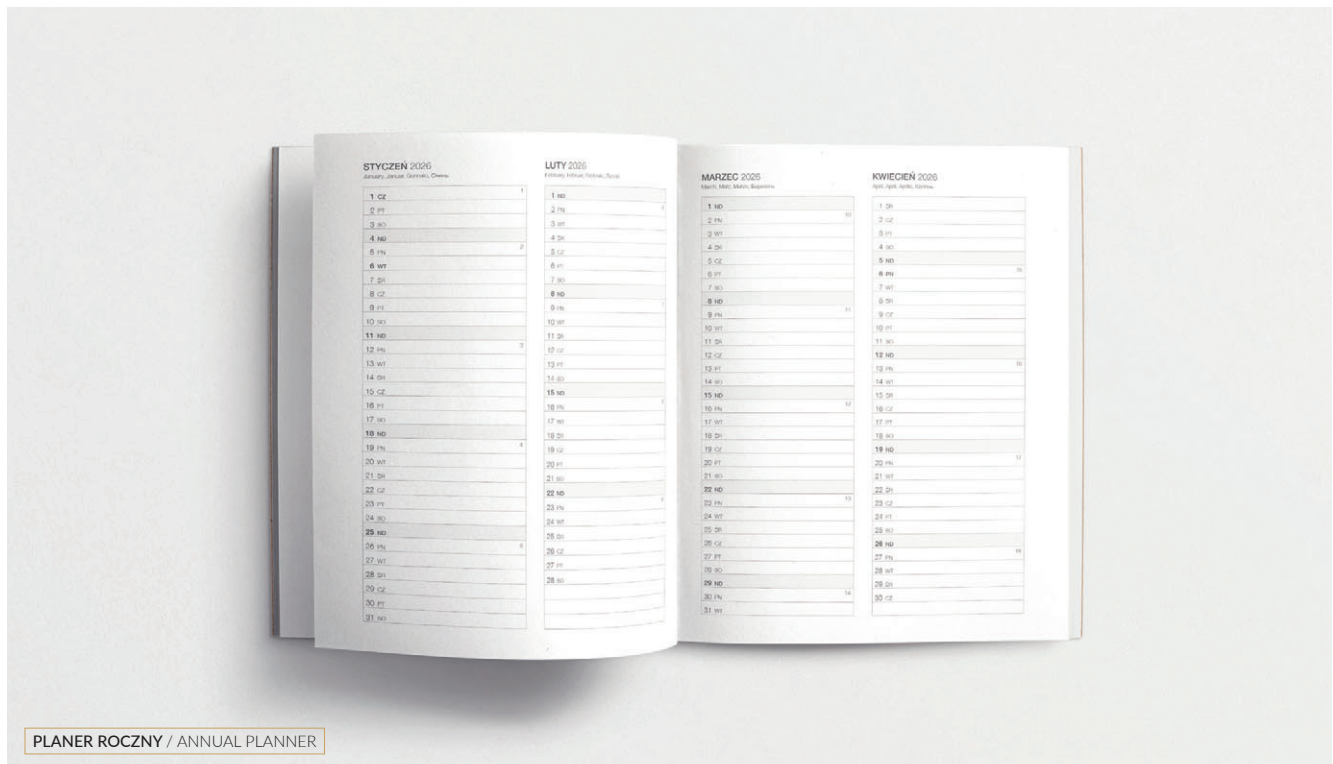 STYCZEŃ 2026
LUTY 2026
MARZEC 2026
KWIECIEŃ 2026
1 CZ
2 PT
3 SO
4 ND
5 PN
6 WT
7 ŚR
8 CZ
9 PT
10 SO
11 ND
12 PN
13 WT
14 ŚR
15 CZ
16 PT
17 SO
18 ND
19 PN
20 WT
21 ŚR
22 CZ
23 PT
24 SO
25 ND
26 PN
27 WT
28 ŚR
29 CZ
30 PT
31 SO
1
2
3
4
5
1 ND
2 PN
3 WT
4 ŚR
5 CZ
6 PT
7 SO
8 ND
9 PN
10 WT
11 ŚR
12 CZ
13 PT
14 SO
15 ND
16 PN
17 WT
18 ŚR
19 CZ
20 PT
21 SO
22 ND
23 PN
24 WT
25 ŚR
26 CZ
27 PT
28 SO
1 ND
2 PN
3 WT
4 ŚR
5 CZ
6 PT
7 SO
8 ND
9 PN
10 WT
11 ŚR
12 CZ
13 PT
14 SO
15 ND
16 PN
17 WT
18 ŚR
19 CZ
20 PT
21 SO
22 ND
23 PN
24 WT
25 ŚR
26 CZ
27 PT
28 SO
29 ND
30 PN
31 WT
10
11
12
13
14
1 ŚR
2 CZ
3 PT
4 SO
5 ND
6 PN
7 WT
8 ŚR
9 CZ
10 PT
11 SO
12 ND
13 PN
14 WT
15 ŚR
16 CZ
17 PT
18 SO
19 ND
20 PN
21 WT
22 ŚR
23 CZ
24 PT
25 SO
26 ND
27 PN
28 WT
29 ŚR
30 CZ
PLANER ROCZNY / ANNUAL PLANNER